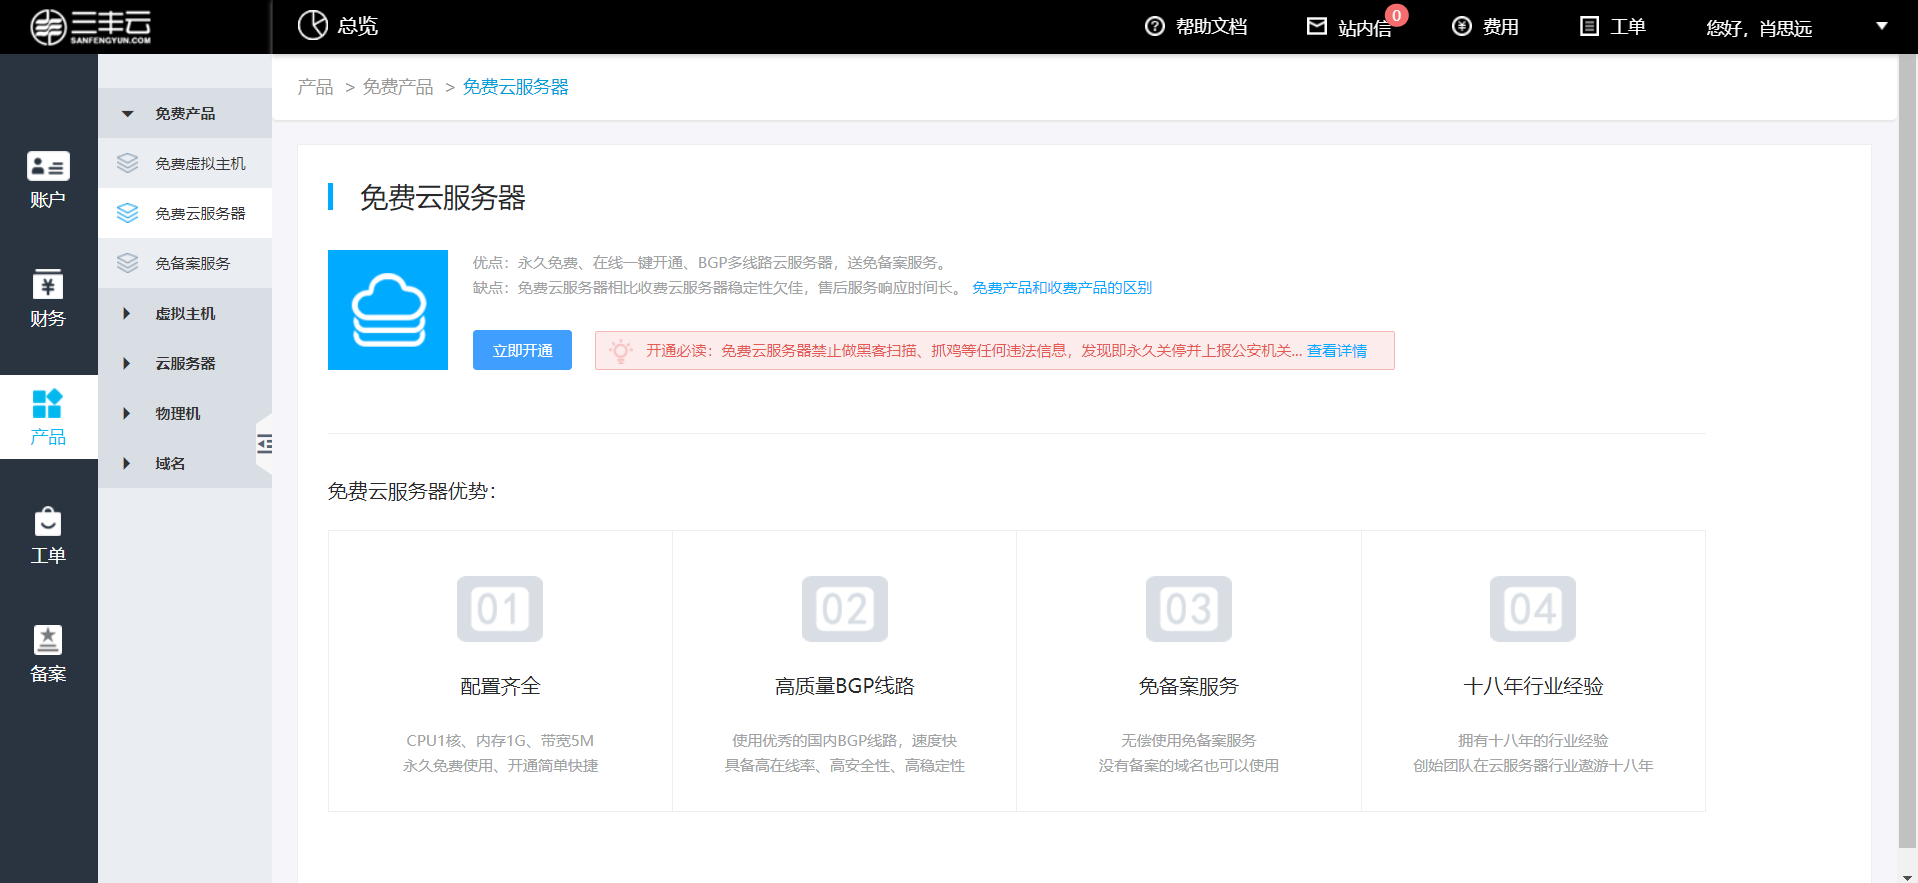 三丰云
SANFENGYUN.COM
总览
帮助文档
站内信
0
费用
工单
您好，肖思远
账户
财务
产品
工单
备案
免费产品
免费虚拟主机
免费云服务器
免备案服务
虚拟主机
云服务器
物理机
域名
产品 > 免费产品 > 免费云服务器
免费云服务器
优点：永久免费、在线一键开通、BGP多线路云服务器，送免备案服务。
缺点：免费云服务器相比收费云服务器稳定性欠佳，售后服务响应时间长。 免费产品和收费产品的区别
立即开通
开通必读：免费云服务器禁止做黑客扫描、抓鸡等任何违法信息，发现即永久关停并上报公安机关... 查看详情
免费云服务器优势：
01
配置齐全
CPU1核、内存1G、带宽5M
永久免费使用、开通简单快捷
02
高质量BGP线路
使用优秀的国内BGP线路，速度快
具备高在线率、高安全性、高稳定性
03
免备案服务
无偿使用免备案服务
没有备案的域名也可以使用
04
十八年行业经验
拥有十八年的行业经验
创始团队在云服务器行业遨游十八年